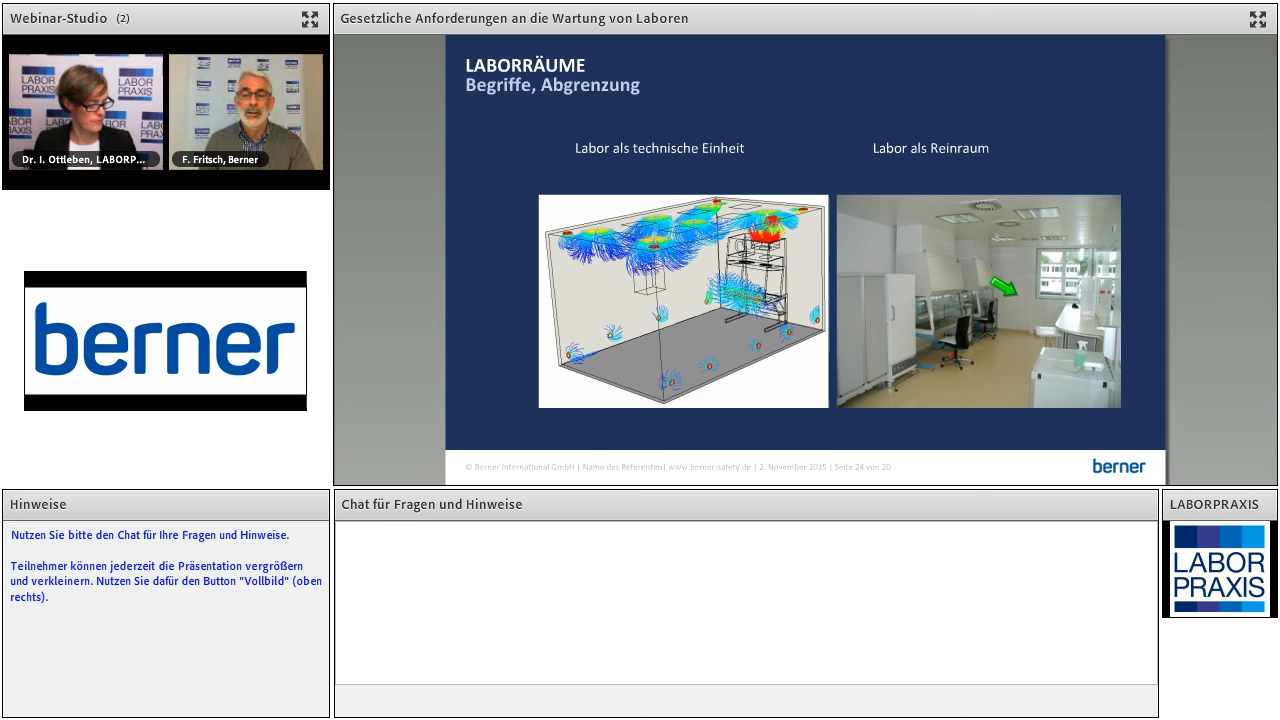 Webinar-Studio (2)
LABOR
PRAXIS
Dr. I. Ottleben, LABORP...
F. Fritsch, Berner
berner
Gesetzliche Anforderungen an die Wartung von Laboren
LABORRÄUME
Begriffe, Abgrenzung
Labor als technische Einheit
Labor als Reinraum
© Berner International GmbH | Name des Referenten| www.berner-safety.de | 2. November 2015 | Seite 24 von 20
berner
Hinweise
Nutzen Sie bitte den Chat für Ihre Fragen und Hinweise.
Teilnehmer können jederzeit die Präsentation vergrößern
und verkleinern. Nutzen Sie dafür den Button "Vollbild" (oben
rechts).
Chat für Fragen und Hinweise
LABORPRAXIS
LABOR
PRAXIS